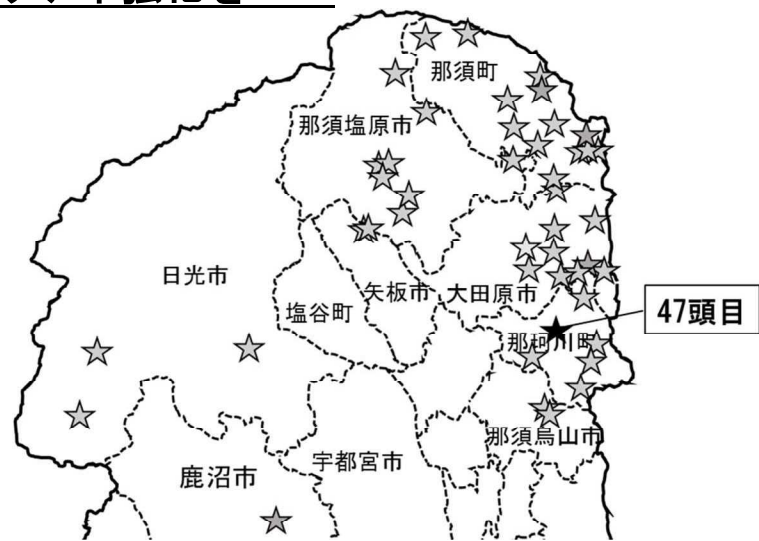 那須町
那須塩原市
日光市
塩谷町
矢板市
大田原市
47頭目
那珂川町
那須烏山市
宇都宮市
鹿沼市